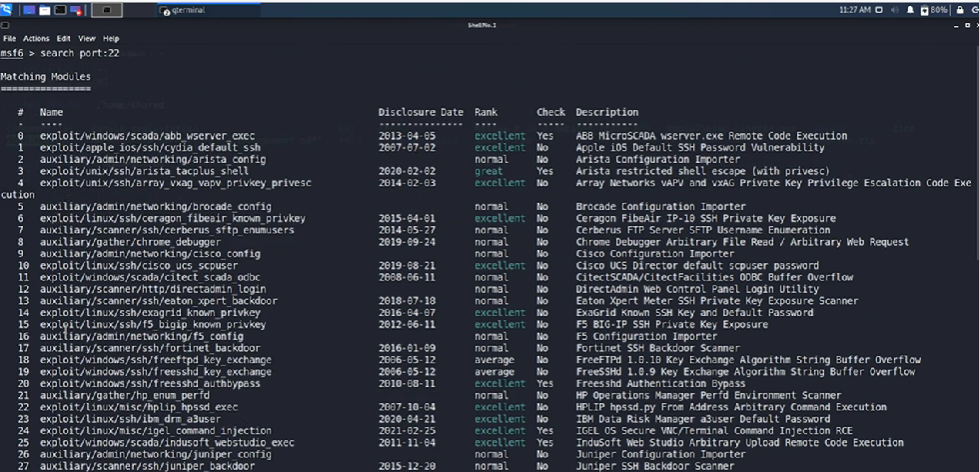 qterminal
11:27 AM
80%
Shell No.1
File Actions Edit View Help
msf6 > search port:22
Matching Modules
================
# Name Disclosure Date Rank Check Description
- ---- --------------- ---- ----- -----------
0 exploit/windows/scada/abb_wserver_exec 2013-04-05 excellent Yes ABB MicroSCADA wserver.exe Remote Code Execution
1 exploit/apple_ios/ssh/cydia_default_ssh 2007-07-02 excellent No Apple iOS Default SSH Password Vulnerability
2 auxiliary/admin/networking/arista_config normal No Arista Configuration Importer
3 exploit/unix/ssh/arista_tacplus_shell 2020-02-02 great Yes Arista restricted shell escape (with privesc)
4 exploit/unix/ssh/array_vxag_vapv_privkey_privesc 2014-02-03 excellent No Array Networks vAPV and vxAG Private Key Privilege Escalation Code Exe
cution
5 auxiliary/admin/networking/brocade_config normal No Brocade Configuration Importer
6 exploit/linux/ssh/ceragon_fibeair_known_privkey 2015-04-01 excellent No Ceragon FibeAir IP-10 SSH Private Key Exposure
7 auxiliary/scanner/ssh/cerberus_sftp_enumusers 2014-05-27 normal No Cerberus FTP Server SFTP Username Enumeration
8 auxiliary/gather/chrome_debugger 2019-09-24 normal No Chrome Debugger Arbitrary File Read / Arbitrary Web Request
9 auxiliary/admin/networking/cisco_config normal No Cisco Configuration Importer
10 exploit/linux/ssh/cisco_ucs_scpuser 2019-08-21 excellent No Cisco UCS Director default scpuser password
11 exploit/windows/scada/citect_scada_odbc 2008-06-11 normal No CitectSCADA/CitectFacilities ODBC Buffer Overflow
12 auxiliary/scanner/http/directadmin_login normal No DirectAdmin Web Control Panel Login Utility
13 auxiliary/scanner/ssh/eaton_xpert_backdoor 2018-07-18 normal No Eaton Xpert Meter SSH Private Key Exposure Scanner
14 exploit/linux/ssh/exagrid_known_privkey 2016-04-07 excellent No ExaGrid Known SSH Key and Default Password
15 exploit/linux/ssh/f5_bigip_known_privkey 2012-06-11 excellent No F5 BIG-IP SSH Private Key Exposure
16 auxiliary/admin/networking/f5_config normal No F5 Configuration Importer
17 auxiliary/scanner/ssh/fortinet_backdoor 2016-01-09 normal No Fortinet SSH Backdoor Scanner
18 exploit/windows/ssh/freeftpd_key_exchange 2006-05-12 average No FreeFTPd 1.0.10 Key Exchange Algorithm String Buffer Overflow
19 exploit/windows/ssh/freesshd_key_exchange 2006-05-12 average No FreeSSHd 1.0.9 Key Exchange Algorithm String Buffer Overflow
20 exploit/windows/ssh/freesshd_authbypass 2010-08-11 excellent Yes Freesshd Authentication Bypass
21 auxiliary/gather/hp_enum_perfd normal No HP Operations Manager Perfd Environment Scanner
22 exploit/linux/misc/hplip_hpssd_exec 2007-10-04 excellent No HPLIP hpssd.py From Address Arbitrary Command Execution
23 exploit/linux/ssh/ibm_drm_a3user 2020-04-21 excellent No IBM Data Risk Manager a3user Default Password
24 exploit/linux/misc/igel_command_injection 2021-02-25 excellent Yes IGEL OS Secure VNC/Terminal Command Injection RCE
25 exploit/windows/scada/indusoft_webstudio_exec 2011-11-04 excellent Yes InduSoft Web Studio Arbitrary Upload Remote Code Execution
26 auxiliary/admin/networking/juniper_config normal No Juniper Configuration Importer
27 auxiliary/scanner/ssh/juniper_backdoor 2015-12-20 normal No Juniper SSH Backdoor Scanner